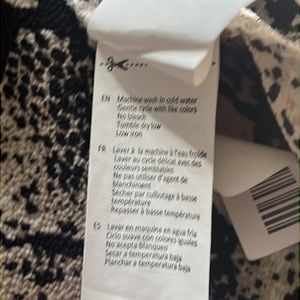 EN Machine wash in cold water
Gentle cycle with like colors
No bleach
Tumble dry low
Low iron
FR Laver à la machine à l'eau froide
Laver au cycle délicat avec des
couleurs semblables
Ne pas utiliser d'agent de
blanchiment
Sécher par culbutage à basse
température
Repasser à basse température
ES Lavar en maquina en agua fria
Ciclo suave con colores iguales
No acepta blanqueo
Secar a temperatura baja
Planchar a temperatura baja